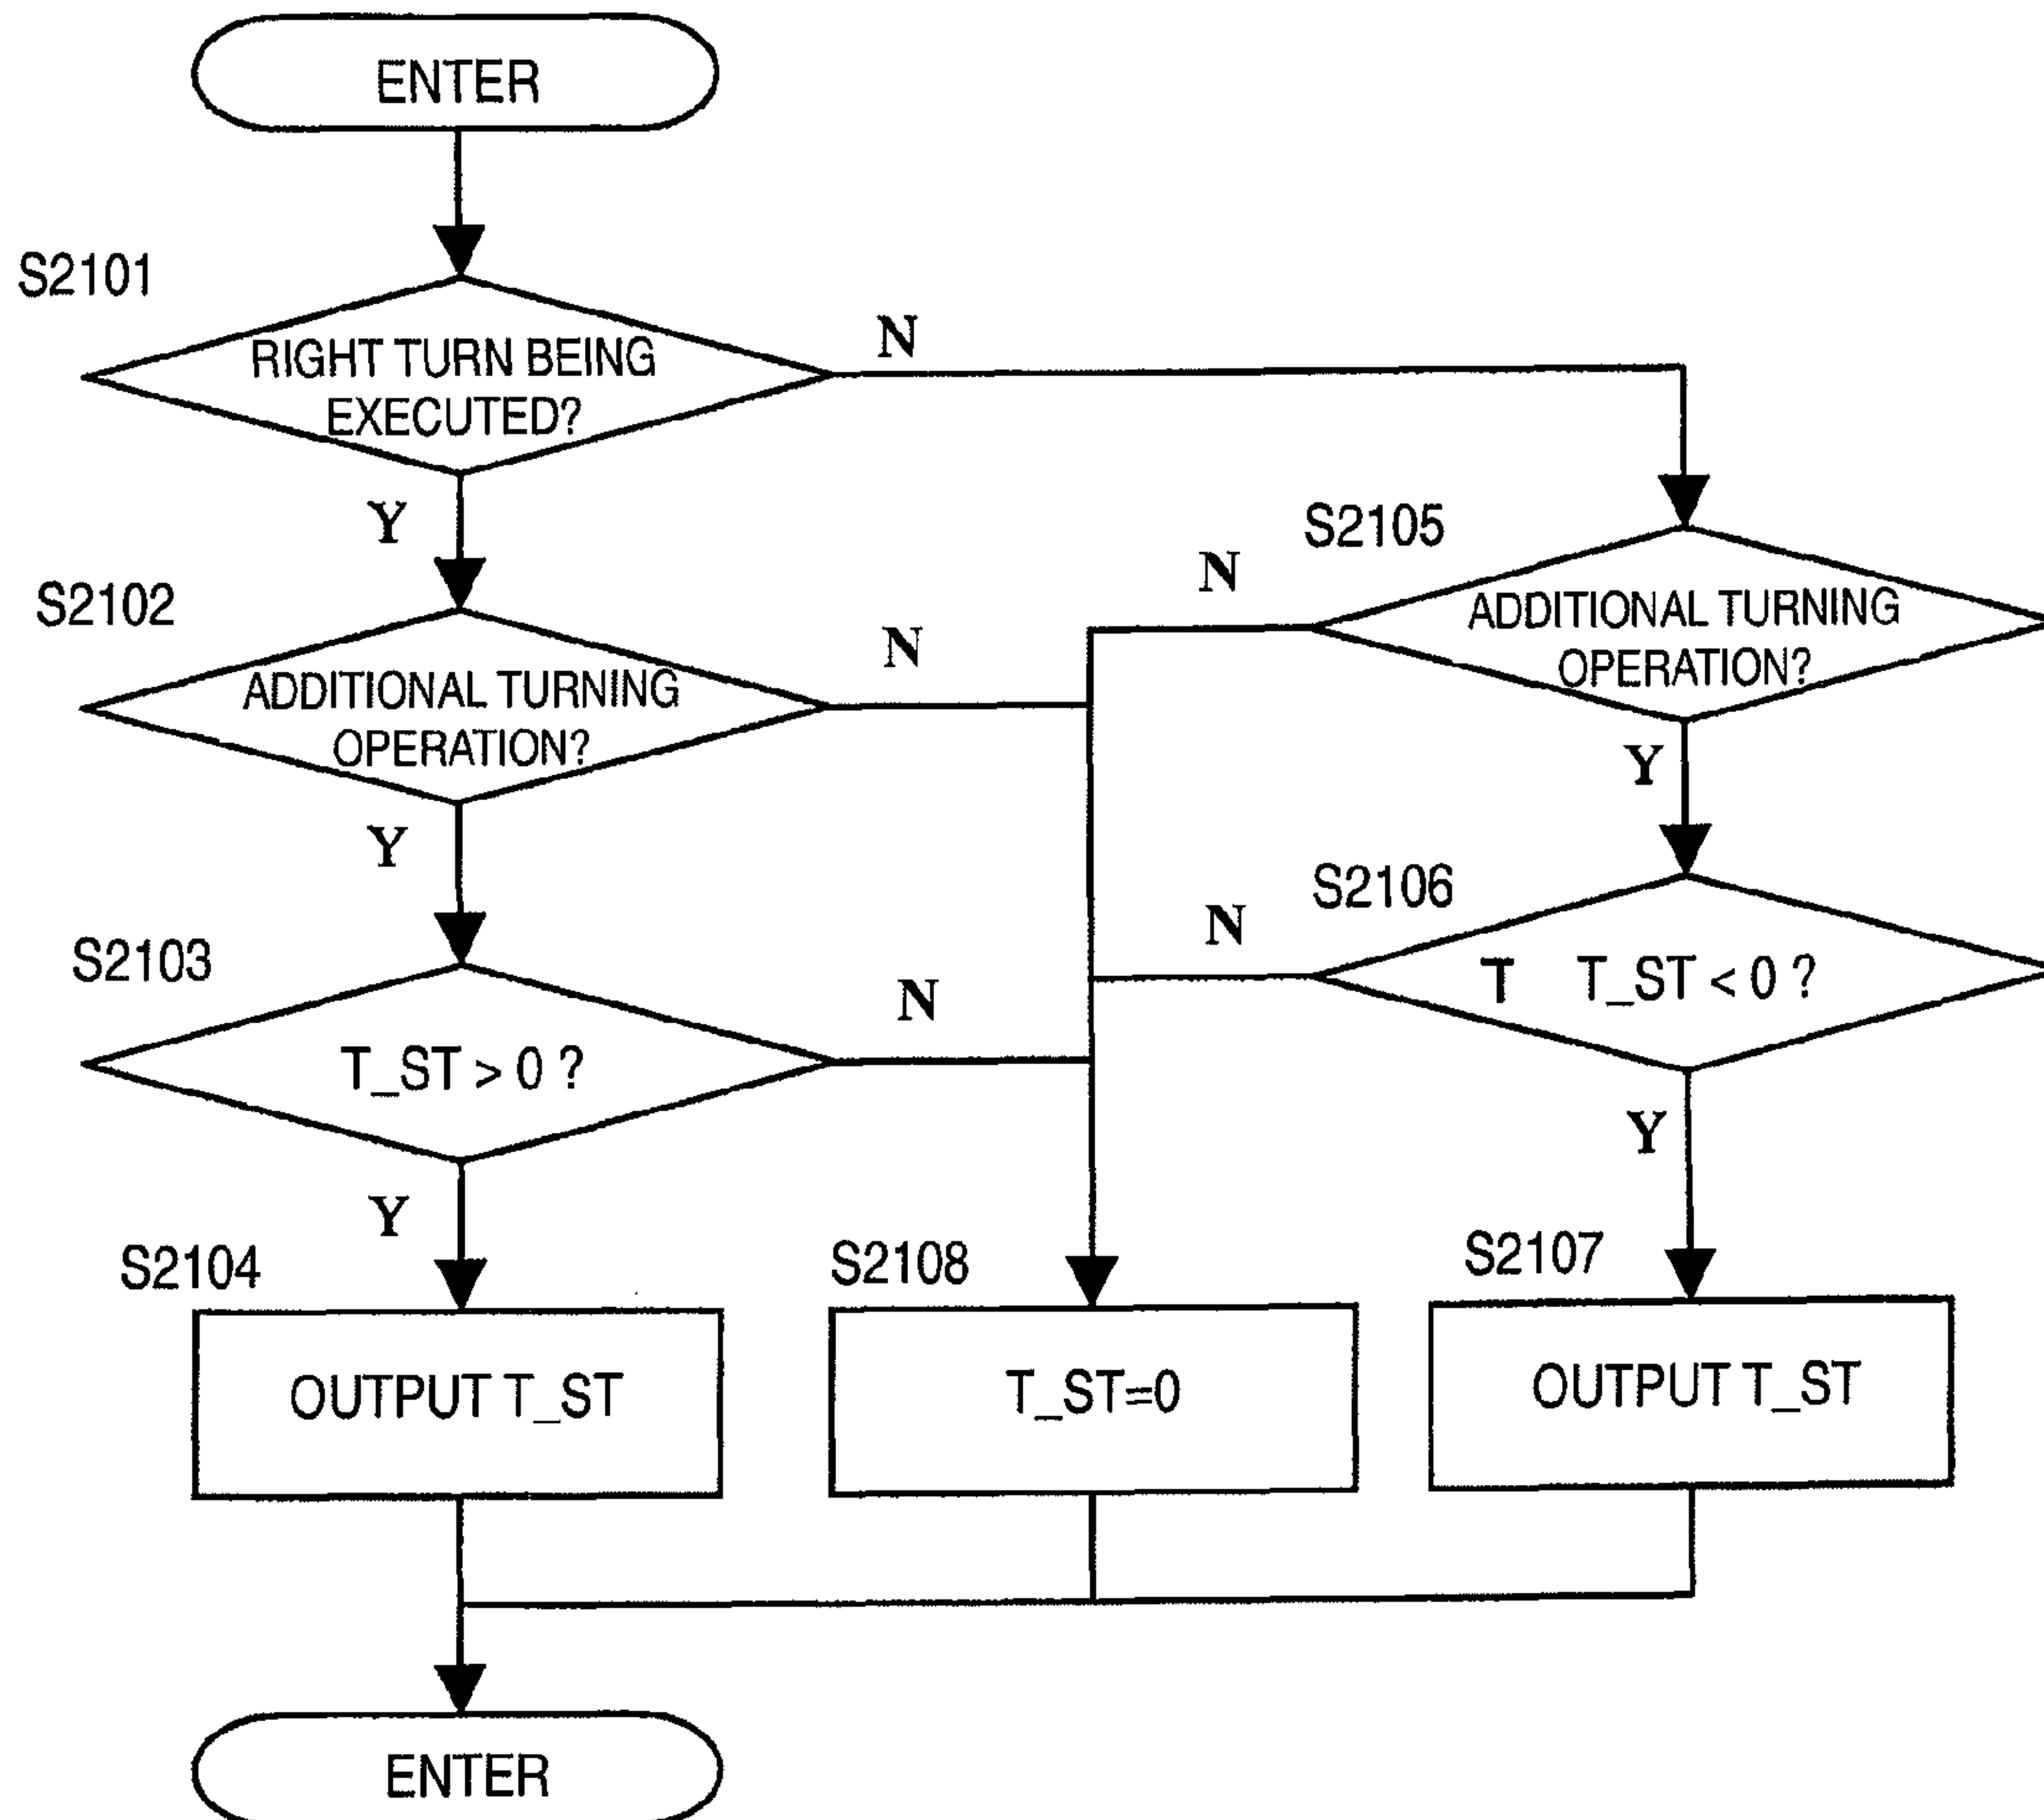 ENTER
S2101
RIGHT TURN BEING
EXECUTED?
N
Y
S2102
ADDITIONAL TURNING
OPERATION?
N
Y
S2103
T_ST > 0 ?
N
Y
S2104
OUTPUT T_ST
S2105
ADDITIONAL TURNING
OPERATION?
N
Y
S2106
T T_ST < 0 ?
N
Y
S2107
OUTPUT T_ST
S2108
T_ST=0
ENTER